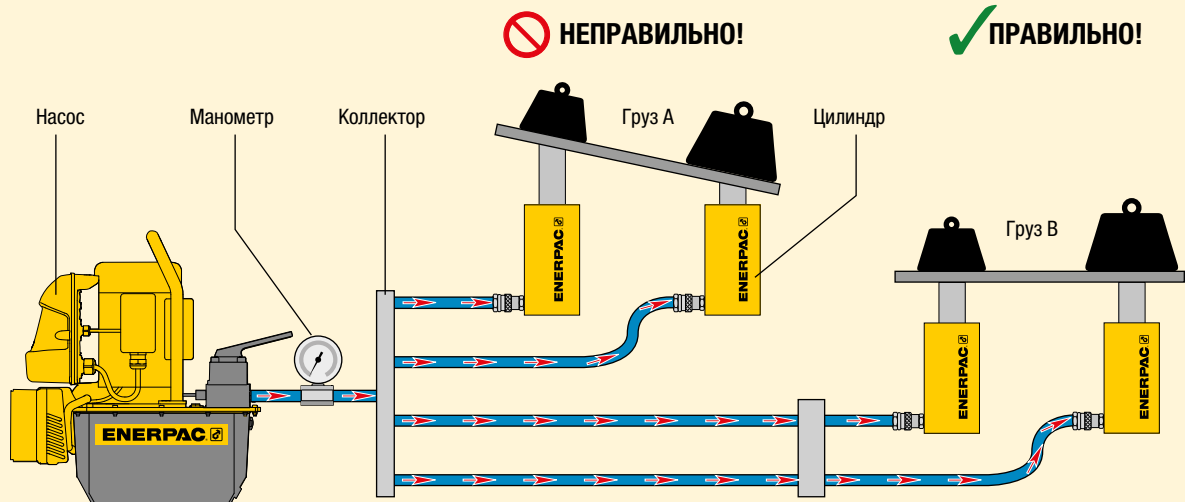 НЕПРАВИЛЬНО!
ПРАВИЛЬНО!
Насос
Манометр
Коллектор
Груз А
Цилиндр
Груз В
ENERPAC
ENERPAC
ENERPAC
ENERPAC
ENERPAC